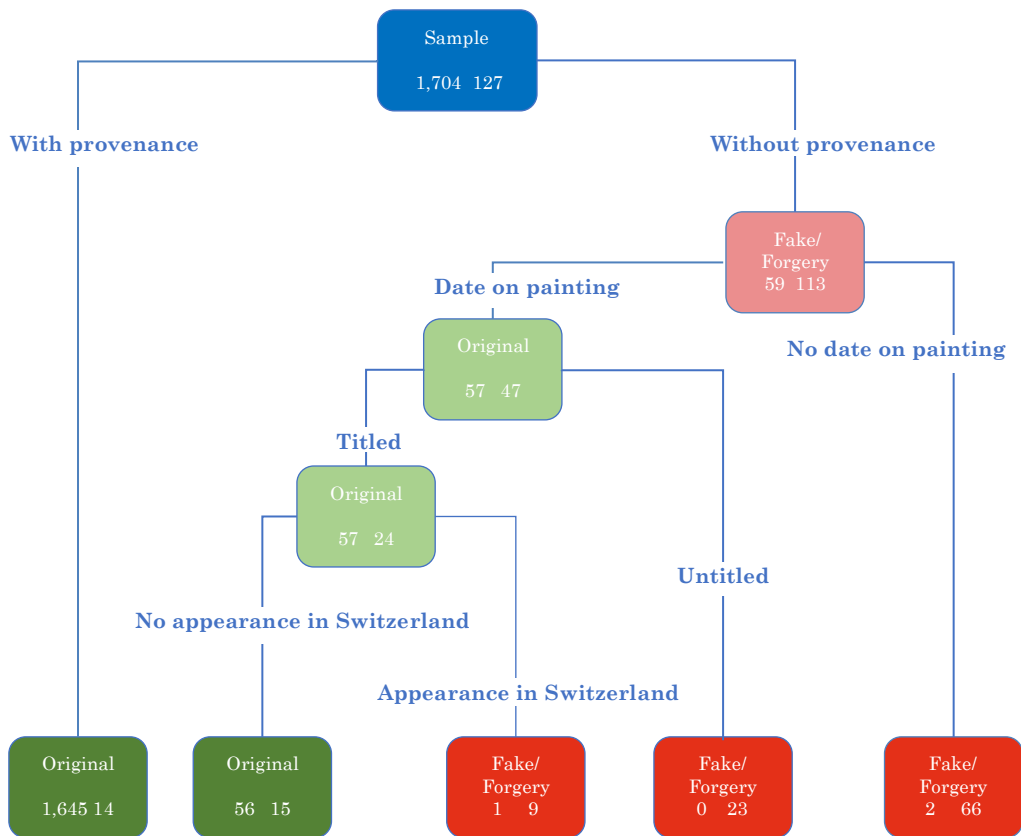 Sample
1,704 127
With provenance
Without provenance
Fake/
Forgery
59 113
Date on painting
No date on painting
Original
57 47
Titled
Original
57 24
Untitled
No appearance in Switzerland
Appearance in Switzerland
Original
1,645 14
Original
56 15
Fake/
Forgery
1 9
Fake/
Forgery
0 23
Fake/
Forgery
2 66